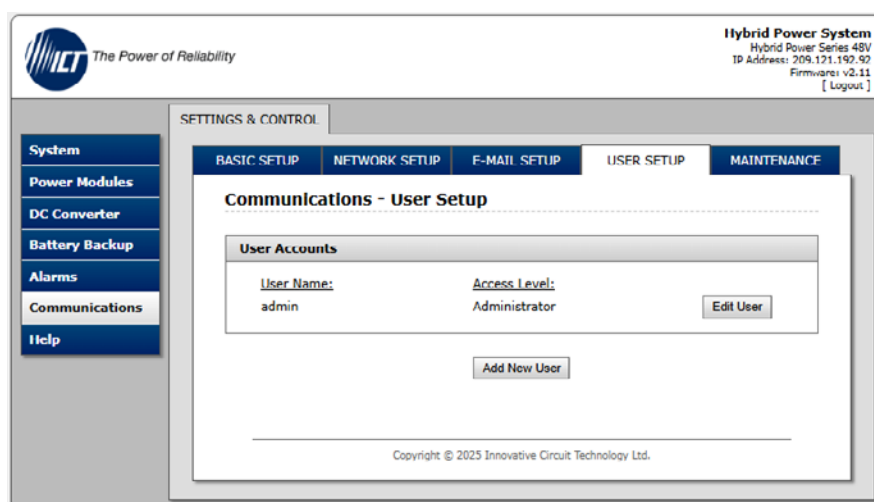 ICT The Power of Reliability
Hybrid Power System
Hybrid Power Series 48V
IP Address: 209.121.192.92
Firmware: v2.11
[ Logout ]
SETTINGS & CONTROL
System
Power Modules
DC Converter
Battery Backup
Alarms
Communications
Help
BASIC SETUP NETWORK SETUP E-MAIL SETUP USER SETUP MAINTENANCE
Communications - User Setup
User Accounts
User Name: Access Level:
admin Administrator Edit User
Add New User
Copyright © 2025 Innovative Circuit Technology Ltd.